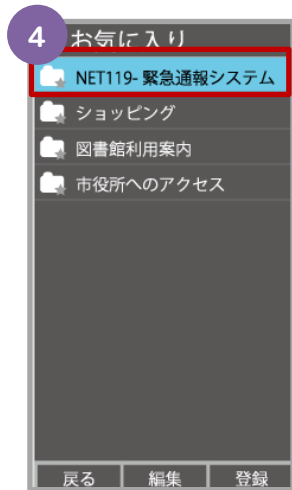 4
お気に入り
NET119- 緊急通報システム
ショッピング
図書館利用案内
市役所へのアクセス
戻る 編集 登録